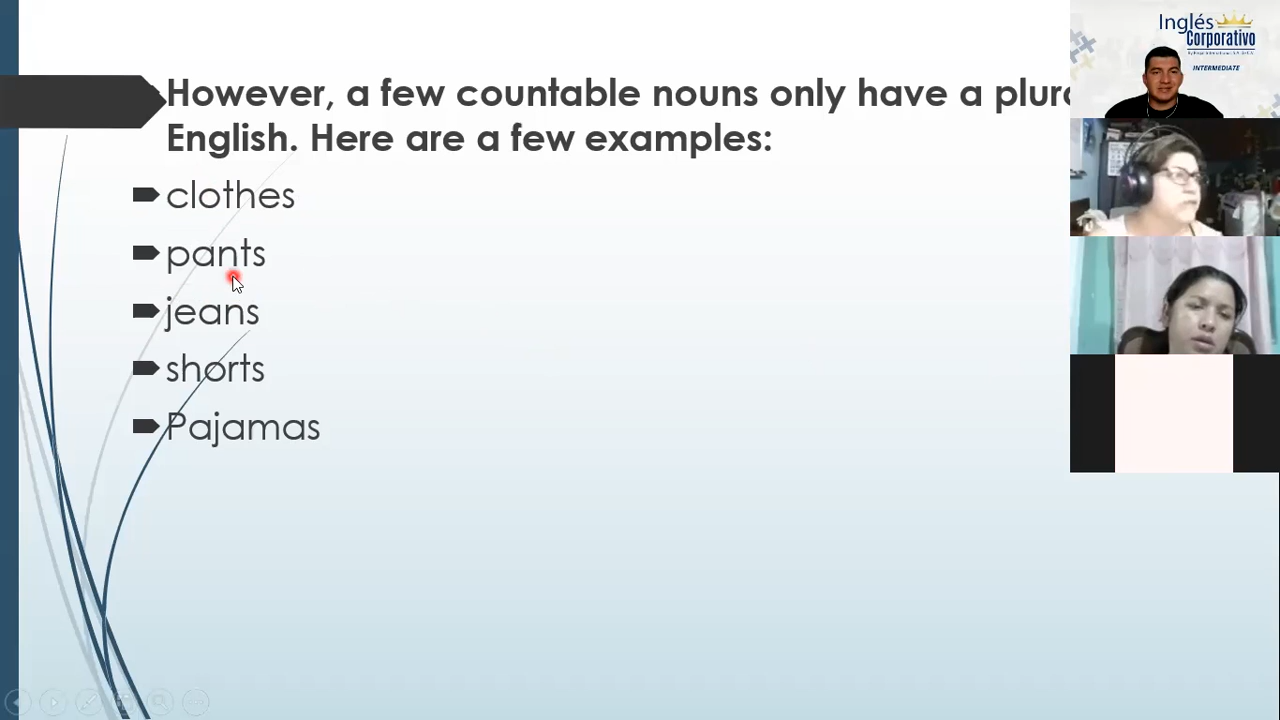 However, a few countable nouns only have a
English. Here are a few examples:
clothes
pants
jeans
shorts
Pajamas
Inglés
Corporativo
INTERMEDIATE